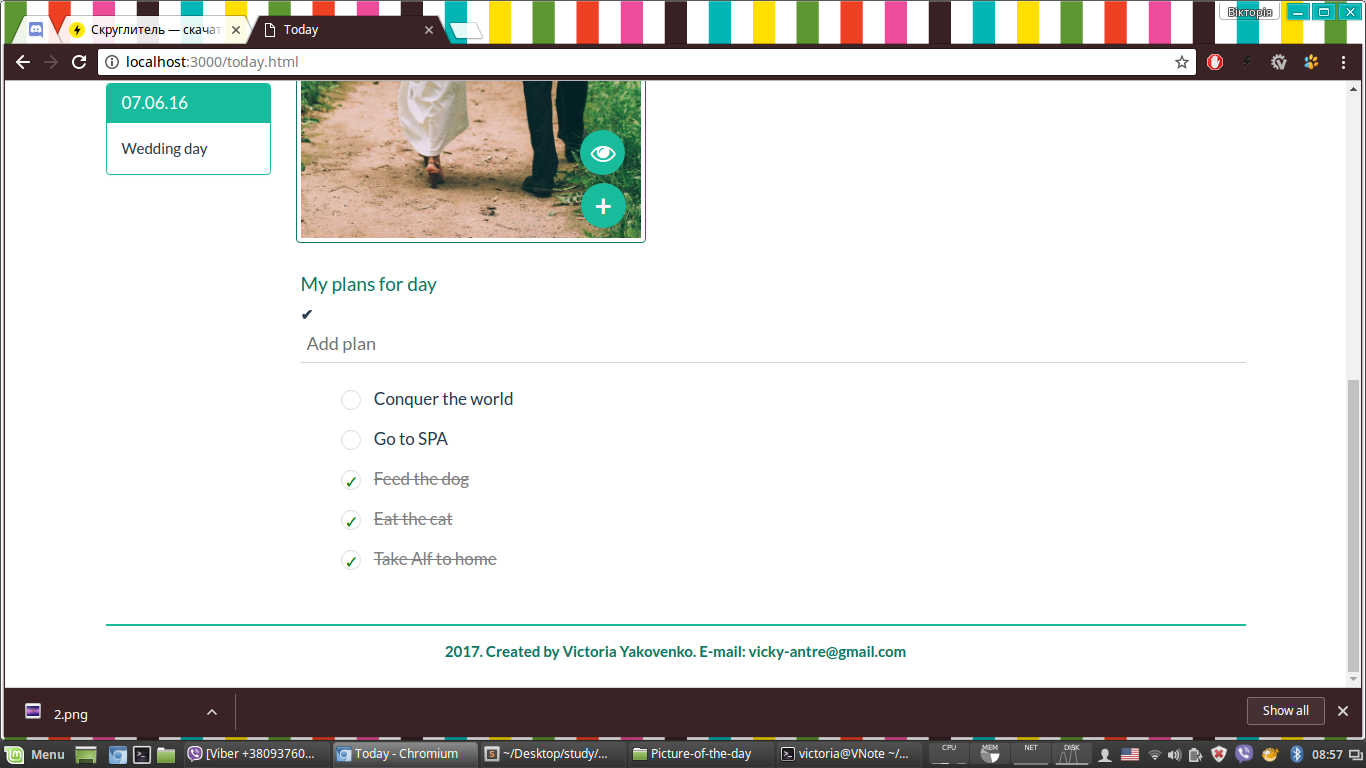 Вікторія
Скруглитель — скачат
Today
localhost:3000/today.html
07.06.16
Wedding day
My plans for day
✔
Add plan
Conquer the world
Go to SPA
✓ Feed the dog
✓ Eat the cat
✓ Take Alf to home
2017. Created by Victoria Yakovenko. E-mail: vicky-antre@gmail.com
2.png
Show all
Menu
[Viber +38093760...
Today - Chromium
~/Desktop/study/...
Picture-of-the-day
victoria@VNote ~/...
CPU
MEM
NET
DISK
08:57